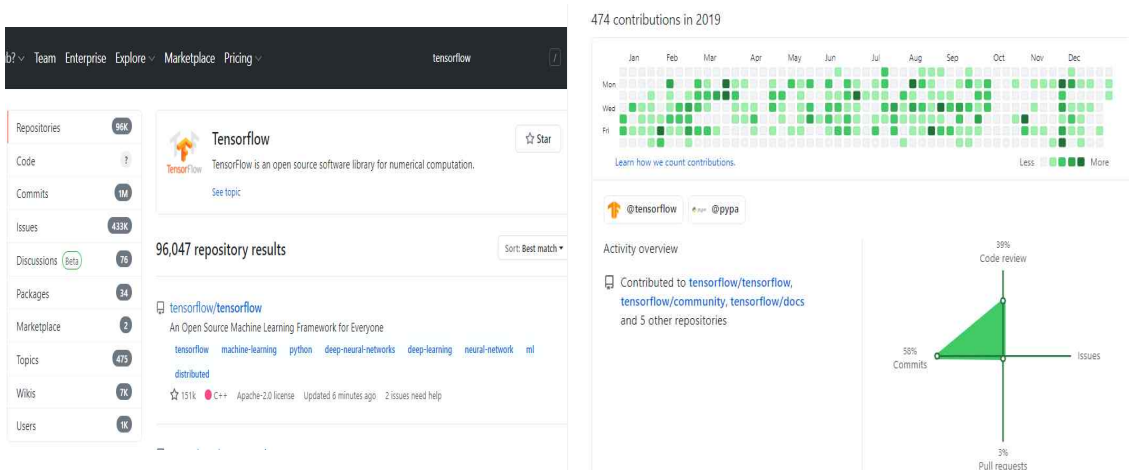 b? Team Enterprise Explore Marketplace Pricing tensorflow /
Repositories 96K
Code ?
Commits 1M
Issues 433K
Discussions Beta 76
Packages 34
Marketplace 2
Topics 475
Wikis 7K
Users 1K
TensorFlow
Tensorflow
Star
TensorFlow is an open source software library for numerical computation.
See topic
96,047 repository results
Sort: Best match
tensorflow/tensorflow
An Open Source Machine Learning Framework for Everyone
tensorflow machine-learning python deep-neural-networks deep-learning neural-network ml
distributed
151k C++ Apache-2.0 license Updated 6 minutes ago 2 issues need help
474 contributions in 2019
Jan Feb Mar Apr May Jun Jul Aug Sep Oct Nov Dec
Mon
Wed
Fri
Learn how we count contributions.
Less More
@tensorflow @pypa
Activity overview
Contributed to tensorflow/tensorflow,
tensorflow/community, tensorflow/docs
and 5 other repositories
39%
Code review
58%
Commits
Issues
3%
Pull requests